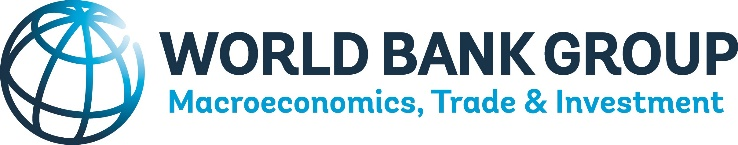 WORLD BANK GROUP
Macroeconomics, Trade & Investment